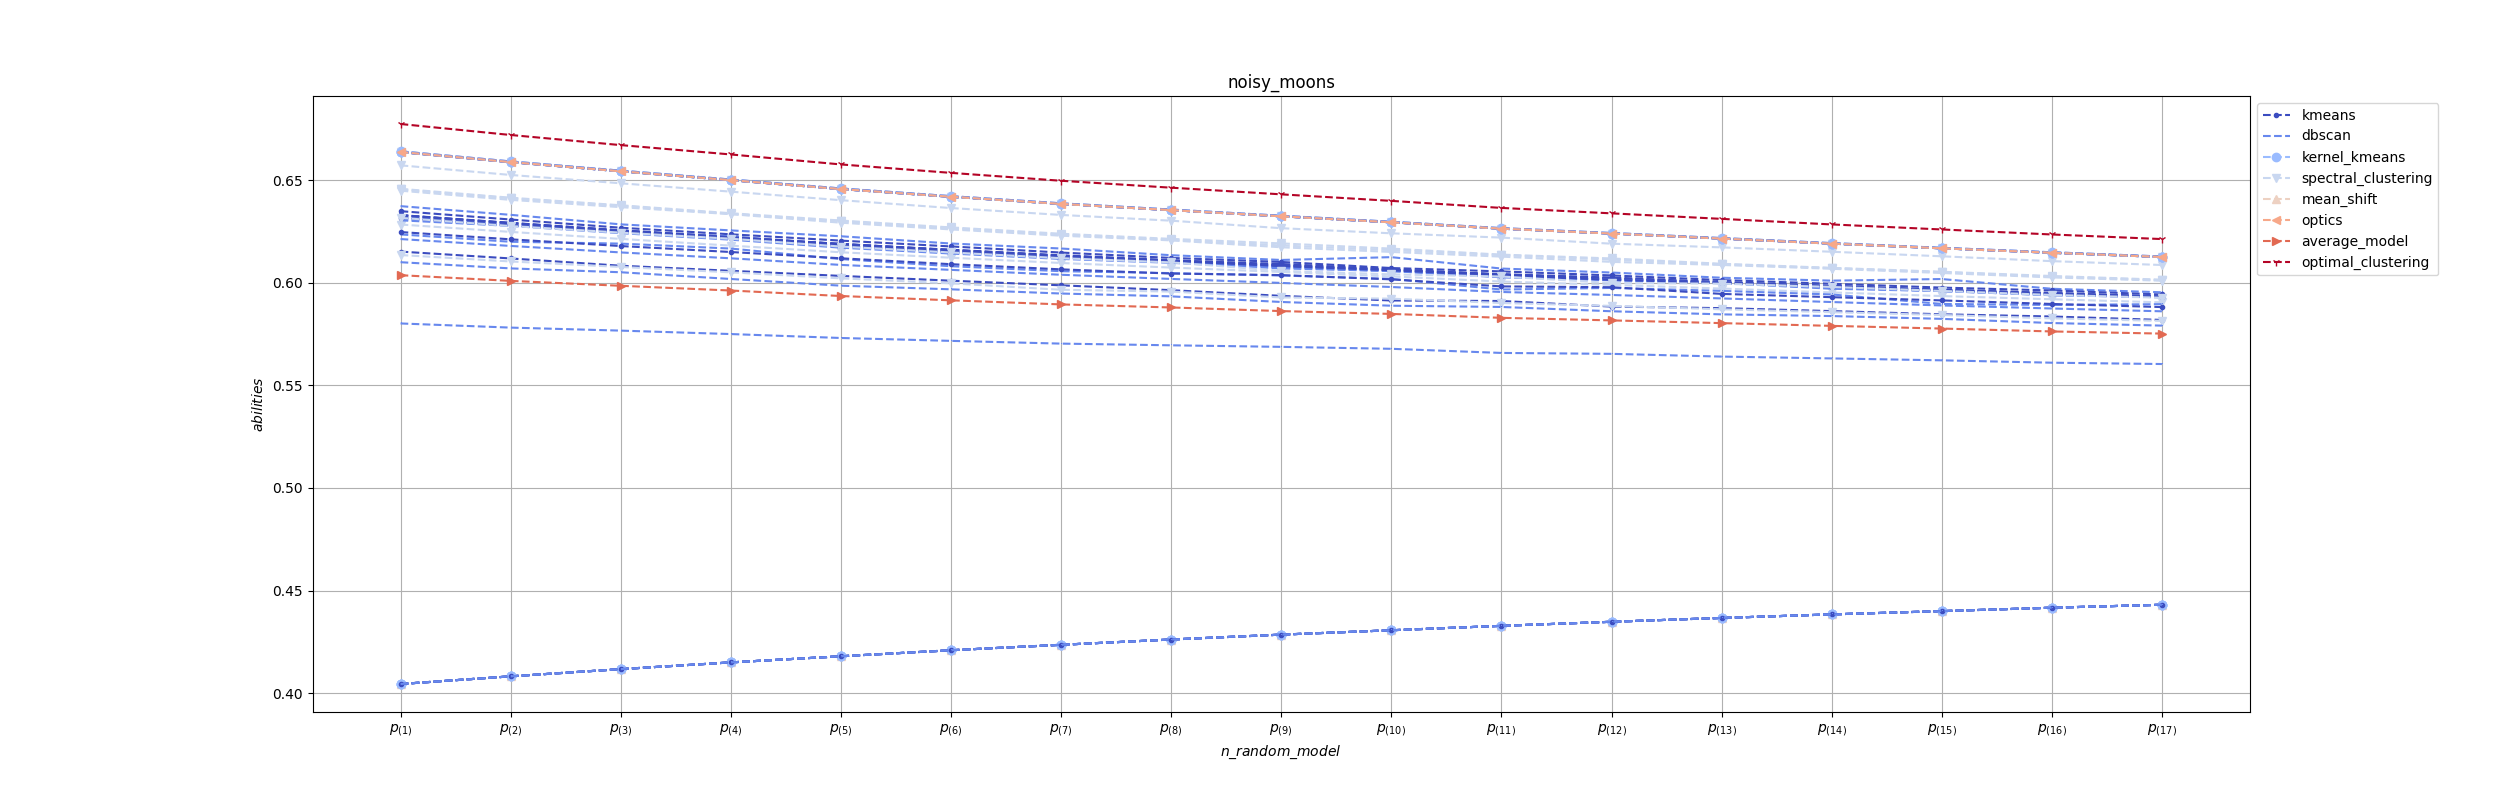 noisy_moons
kmeans
dbscan
kernel_kmeans
spectral_clustering
mean_shift
optics
average_model
optimal_clustering
0.65
0.60
0.55
0.50
0.45
0.40
abilities
p(1) p(2) p(3) p(4) p(5) p(6) p(7) p(8) p(9) p(10) p(11) p(12) p(13) p(14) p(15) p(16) p(17)
n_random_model